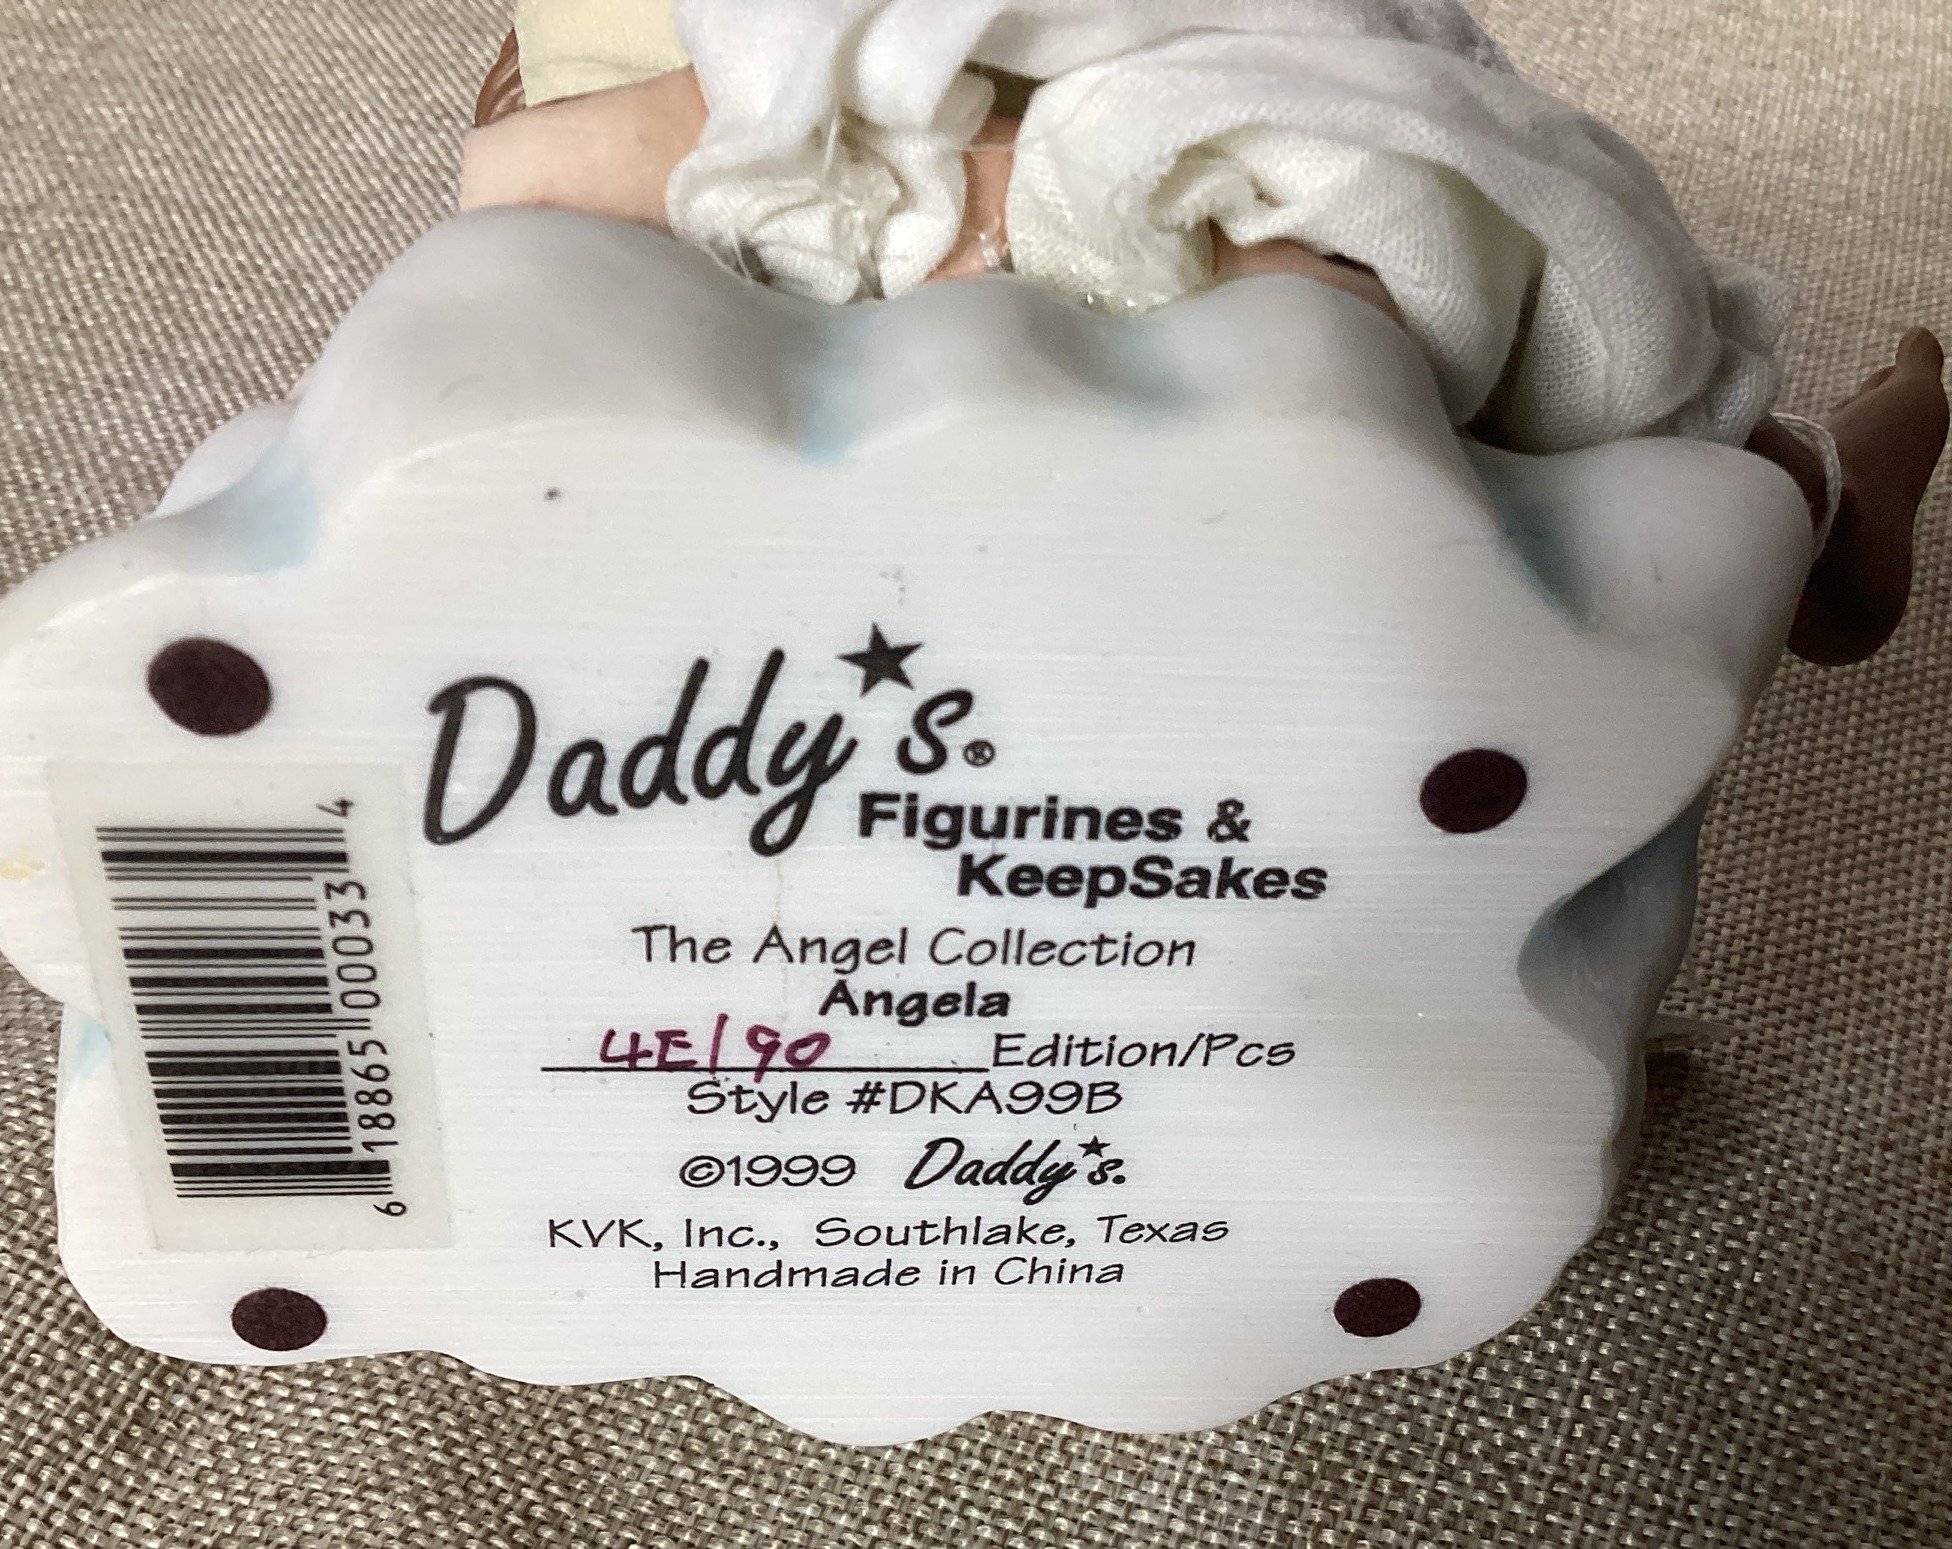 Daddy's®
Figurines &
KeepSakes
The Angel Collection
Angela
4E/90 Edition/Pcs
Style #DKA99B
©1999 Daddy's.
KVK, Inc., Southlake, Texas
Handmade in China
6 18865 00033 4